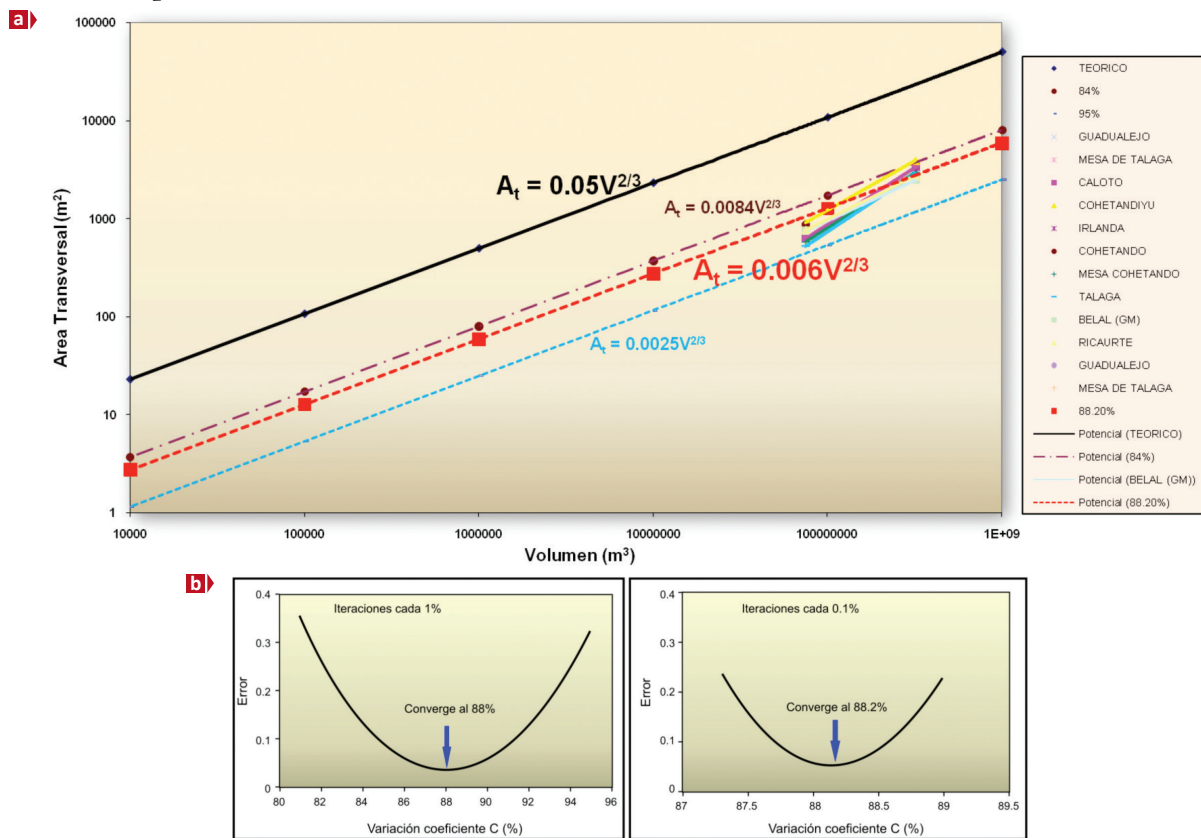 a
100000
10000
1000
100
10
1
Area Transversal (m²)
A_t = 0.05V^2/3
A_t = 0.0084V^2/3
A_t = 0.006V^2/3
A_t = 0.0025V^2/3
10000 100000 1000000 10000000 100000000 1E+09
Volumen (m³)
TEORICO
84%
95%
GUADUALEJO
MESA DE TALAGA
CALOTO
COHETANDIYU
IRLANDA
COHETANDO
MESA COHETANDO
TALAGA
BELAL (GM)
RICAURTE
GUADUALEJO
MESA DE TALAGA
88.20%
Potencial (TEORICO)
Potencial (84%)
Potencial (BELAL (GM))
Potencial (88.20%)
b
0.4
0.3
0.2
0.1
0
Error
Iteraciones cada 1%
Converge al 88%
80 82 84 86 88 90 92 94 96
Variación coeficiente C (%)
0.4
0.3
0.2
0.1
0
Error
Iteraciones cada 0.1%
Converge al 88.2%
87 87.5 88 88.5 89 89.5
Variación coeficiente C (%)